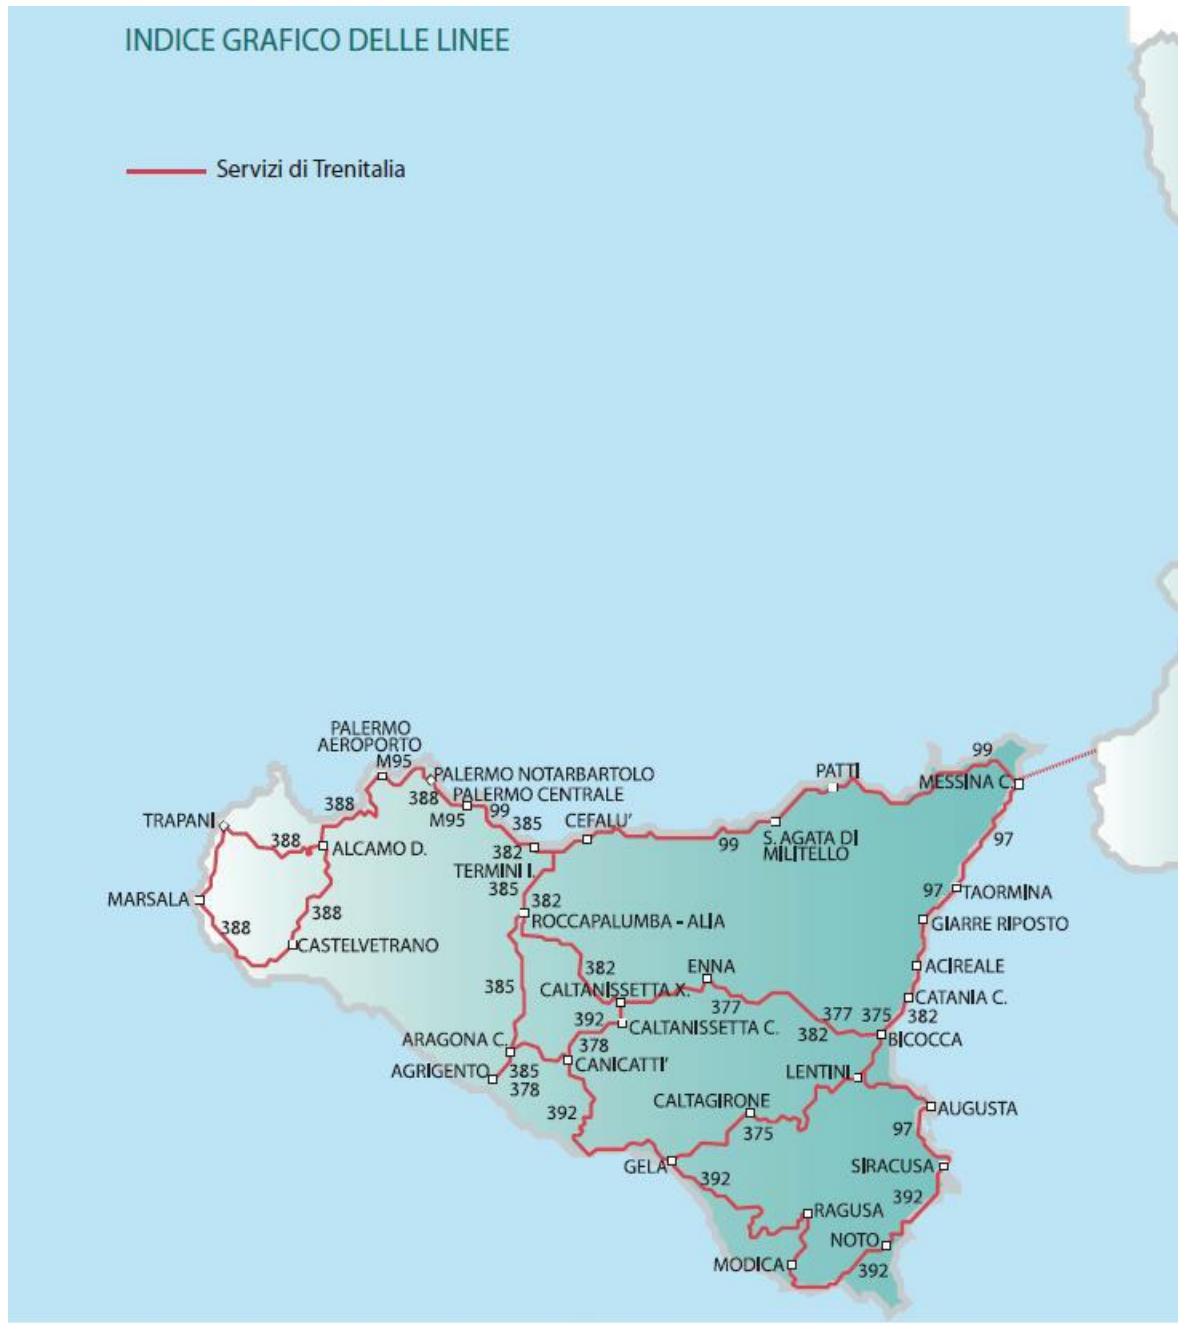 INDICE GRAFICO DELLE LINEE
Servizi di Trenitalia
PALERMO
AEROPORTO
M95
99
388
388
PALERMO NOTARBARTOLO
PALERMO CENTRALE
M95
99
PATTI
MESSINA C.
TRAPANI
388
ALCAMO D.
385
CEFALU'
382
TERMINI I.
385
99
S. AGATA DI
MILITELLO
97
MARSALA
388
388
CASTELVETRANO
382
ROCCAPALUMBA - ALIA
97
TAORMINA
GIARRE RIPOSTO
385
382
ENNA
ACIREALE
CALTANISSETTA X.
377
CATANIA C.
392
CALTANISSETTA C.
377
375
382
382
BICOCCA
ARAGONA C.
378
AGRIGENTO
385
378
CANICATTI'
LENTINI
392
CALTAGIRONE
375
AUGUSTA
97
GELA
392
SIRACUSA
392
RAGUSA
NOTO
MODICA
392